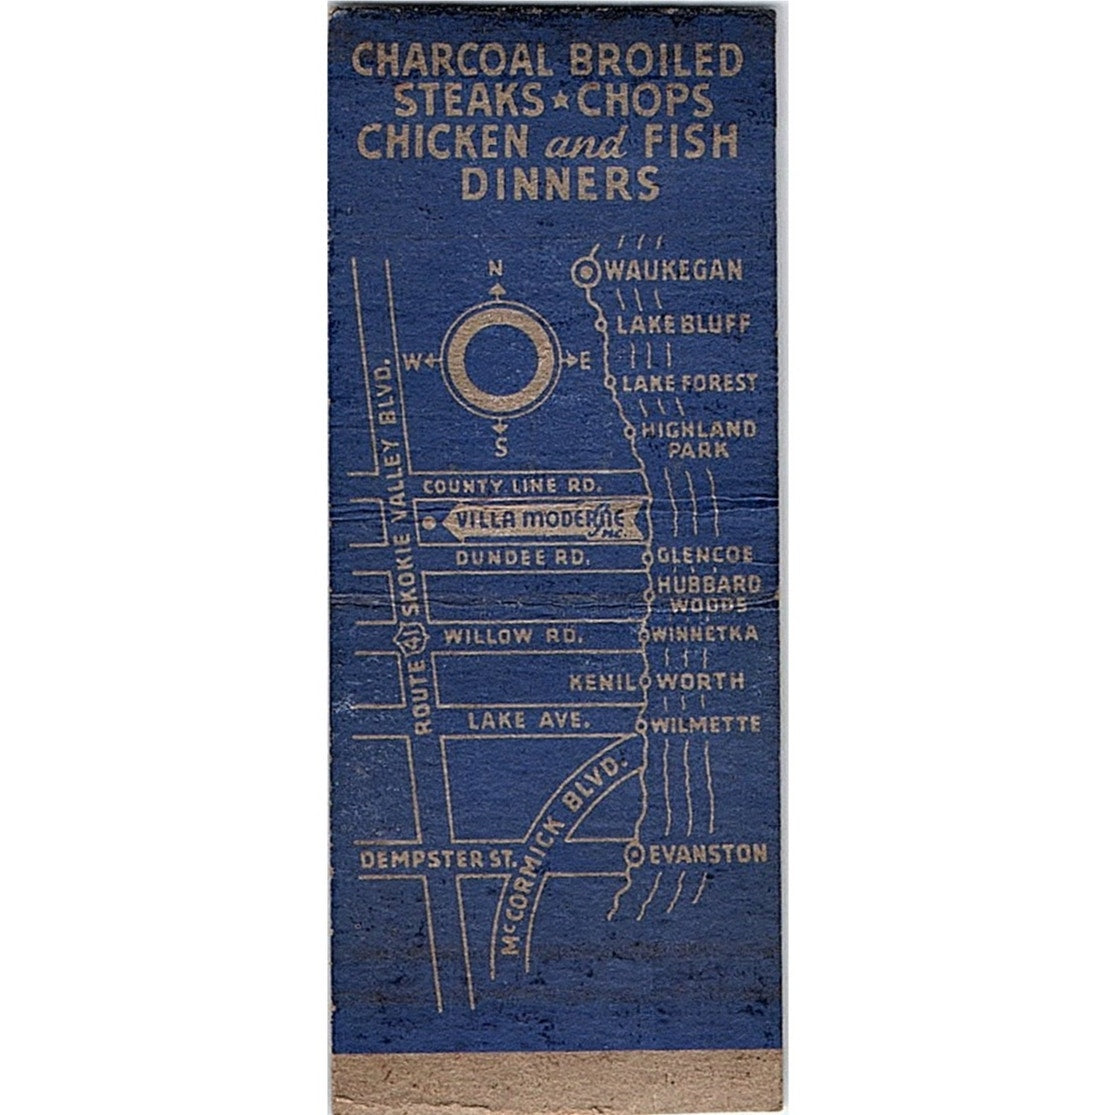 CHARCOAL BROILED
STEAKS ★ CHOPS
CHICKEN and FISH
DINNERS
N
W
E
S
WAUKEGAN
LAKE BLUFF
LAKE FOREST
HIGHLAND
PARK
ROUTE 41 SKOKIE VALLEY BLVD.
COUNTY LINE RD.
VILLA MODERNE
INC.
DUNDEE RD.
GLENCOE
HUBBARD
WOODS
WILLOW RD.
WINNETKA
KENILWORTH
LAKE AVE.
WILMETTE
McCORMICK BLVD.
DEMPSTER ST.
EVANSTON